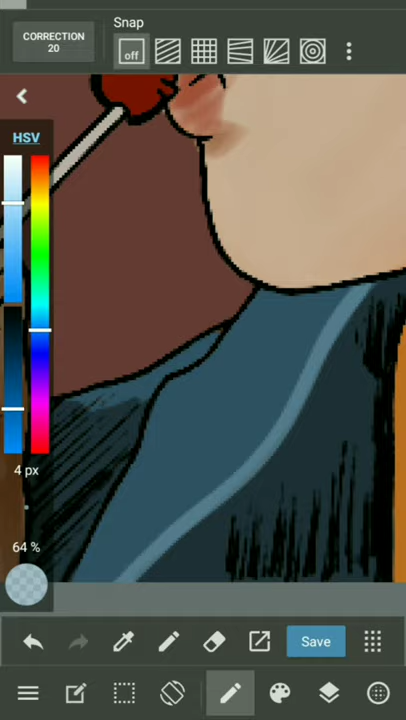 Snap
CORRECTION
20
off
HSV
4 px
64 %
Save